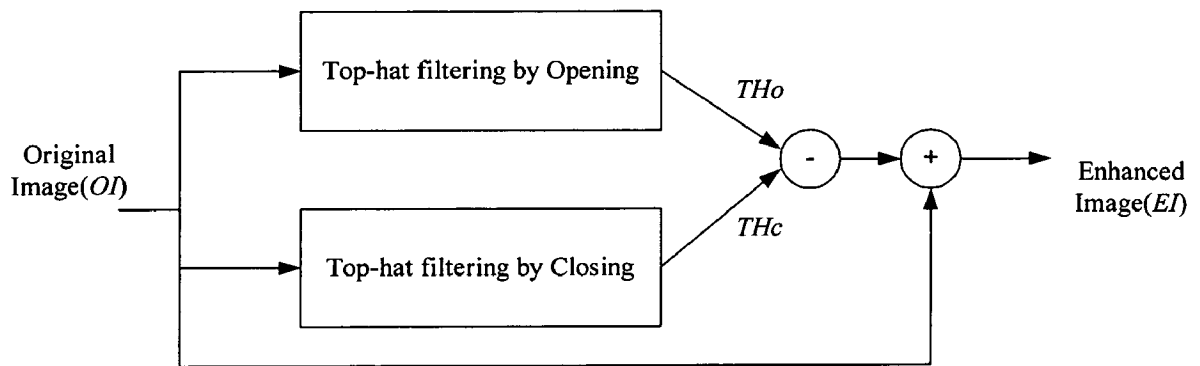 Top-hat filtering by Opening
THo
Original
Image(OI)
-
+
Enhanced
Image(EI)
THc
Top-hat filtering by Closing